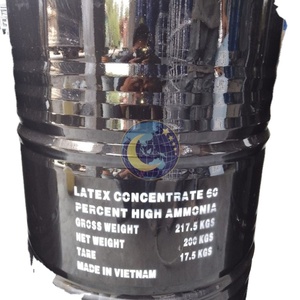 LATEX CONCENTRATE 60
PERCENT HIGH AMMONIA
GROSS WEIGHT 217.5 KGS
NET WEIGHT 200 KGS
TARE 17.5 KGS
MADE IN VIETNAM